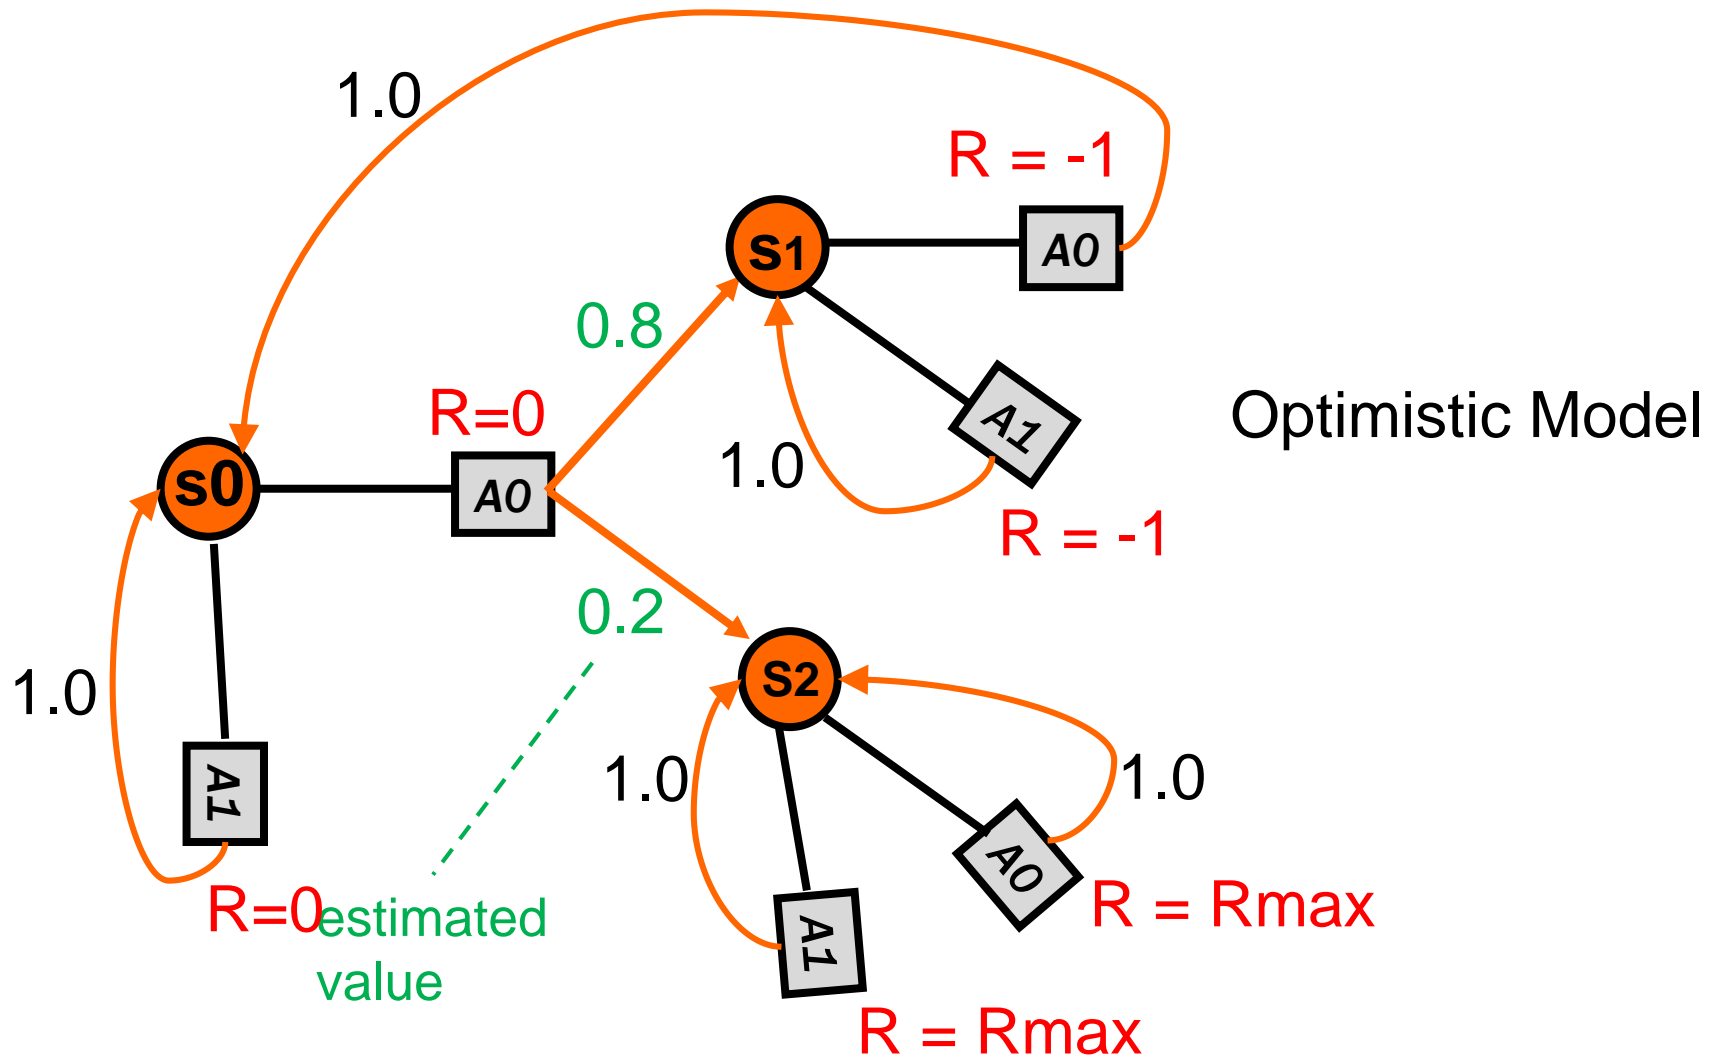 1.0
R = -1
s1
A0
0.8
R=0
A1
Optimistic Model
1.0
s0
A0
R = -1
0.2
1.0
S2
1.0
1.0
A1
A0
R=0
estimated
value
R = Rmax
A1
R = Rmax